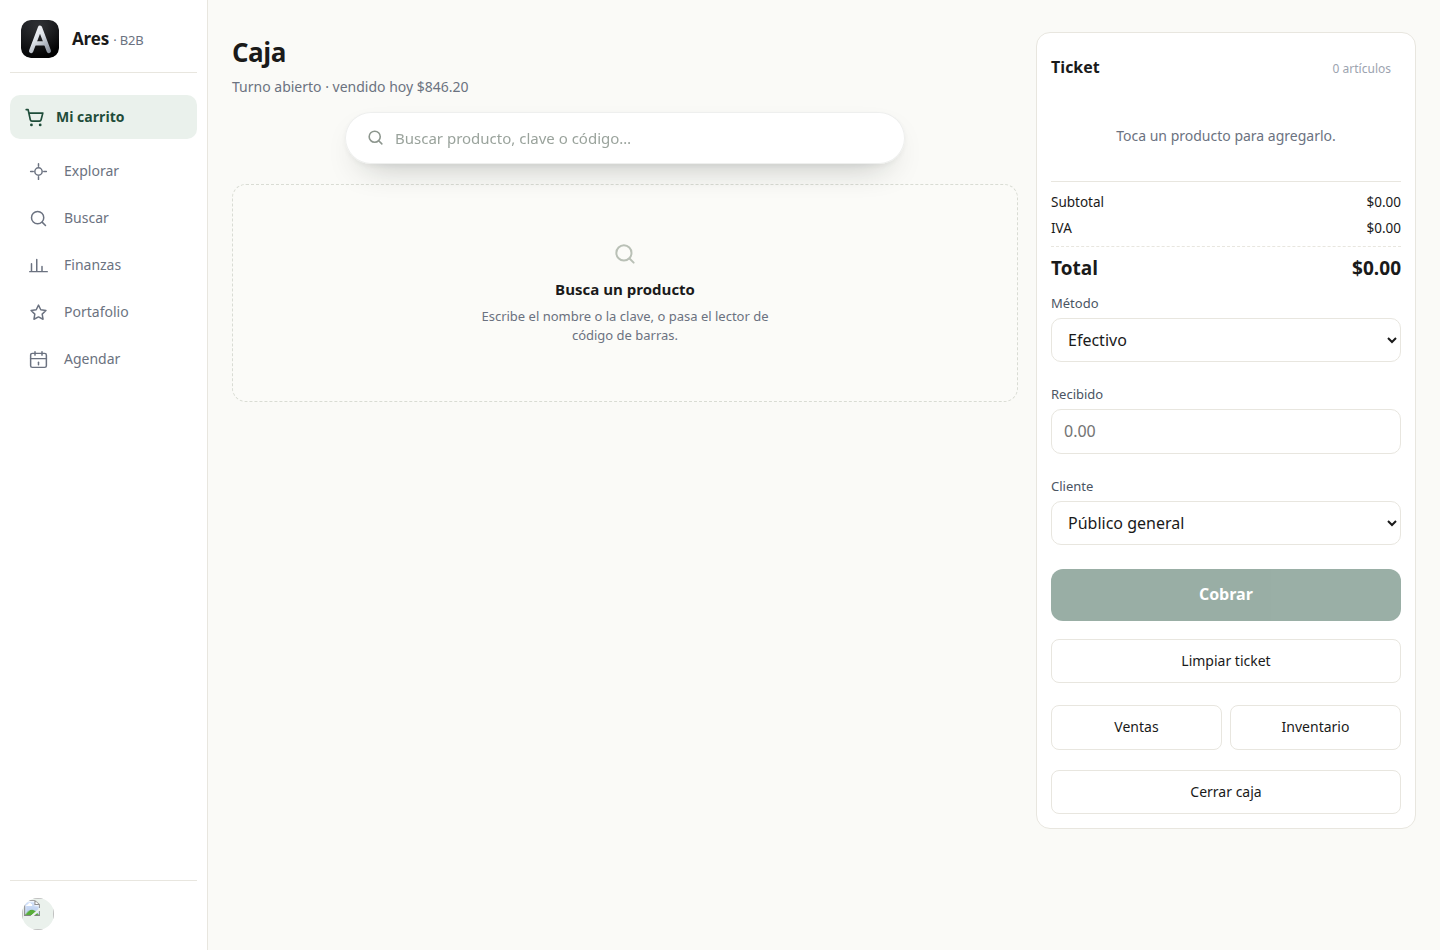 Ares · B2B
Mi carrito
Explorar
Buscar
Finanzas
Portafolio
Agendar
Caja
Turno abierto · vendido hoy $846.20
Buscar producto, clave o código...
Busca un producto
Escribe el nombre o la clave, o pasa el lector de
código de barras.
Ticket
0 artículos
Toca un producto para agregarlo.
Subtotal $0.00
IVA $0.00
Total $0.00
Método
Efectivo
Recibido
0.00
Cliente
Público general
Cobrar
Limpiar ticket
Ventas
Inventario
Cerrar caja